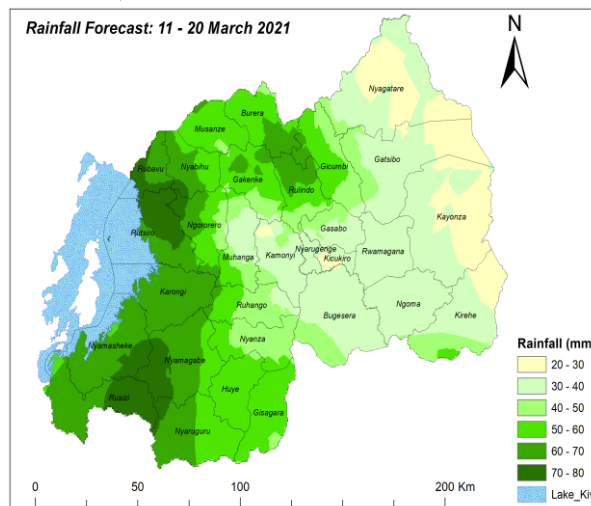 Rainfall Forecast: 11 - 20 March 2021
N
Nyagatare
Burera
Musanze
Gicumbi
Gatsibo
Rubavu
Nyabihu
Gakenke
Rulindo
Kayonza
Rutsiro
Ngororero
Gasabo
Muhanga
Kamonyi
Nyarugenge
Kicukiro
Rwamagana
Karongi
Ruhango
Bugesera
Ngoma
Kirehe
Nyanza
Nyamasheke
Nyamagabe
Rusizi
Huye
Gisagara
Nyaruguru
Rainfall (mm
20 - 30
30 - 40
40 - 50
50 - 60
60 - 70
70 - 80
Lake_Kiv
0 50 100 200 Km